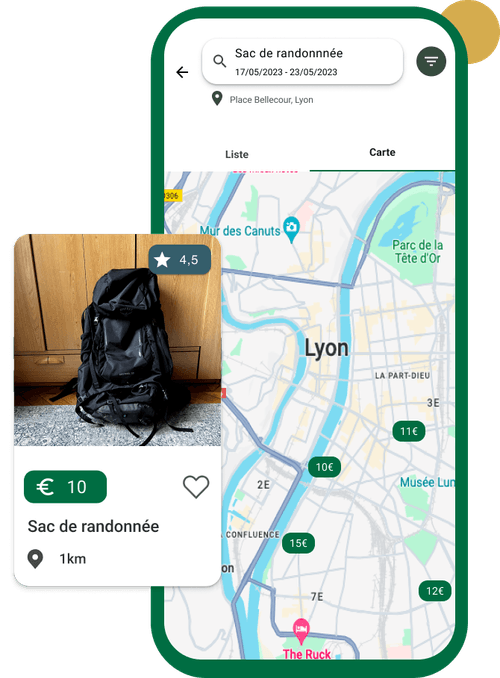 Sac de randonnnée
17/05/2023 - 23/05/2023
Place Bellecour, Lyon
Liste
Carte
D306
Mur des Canuts
Parc de la
Tête d'Or
4,5
Lyon
LA PART-DIEU
3E
11€
10€
Musée Lum
2E
€ 10
Sac de randonnée
1km
CONFLUENCE
15€
on
7E
12€
The Ruck